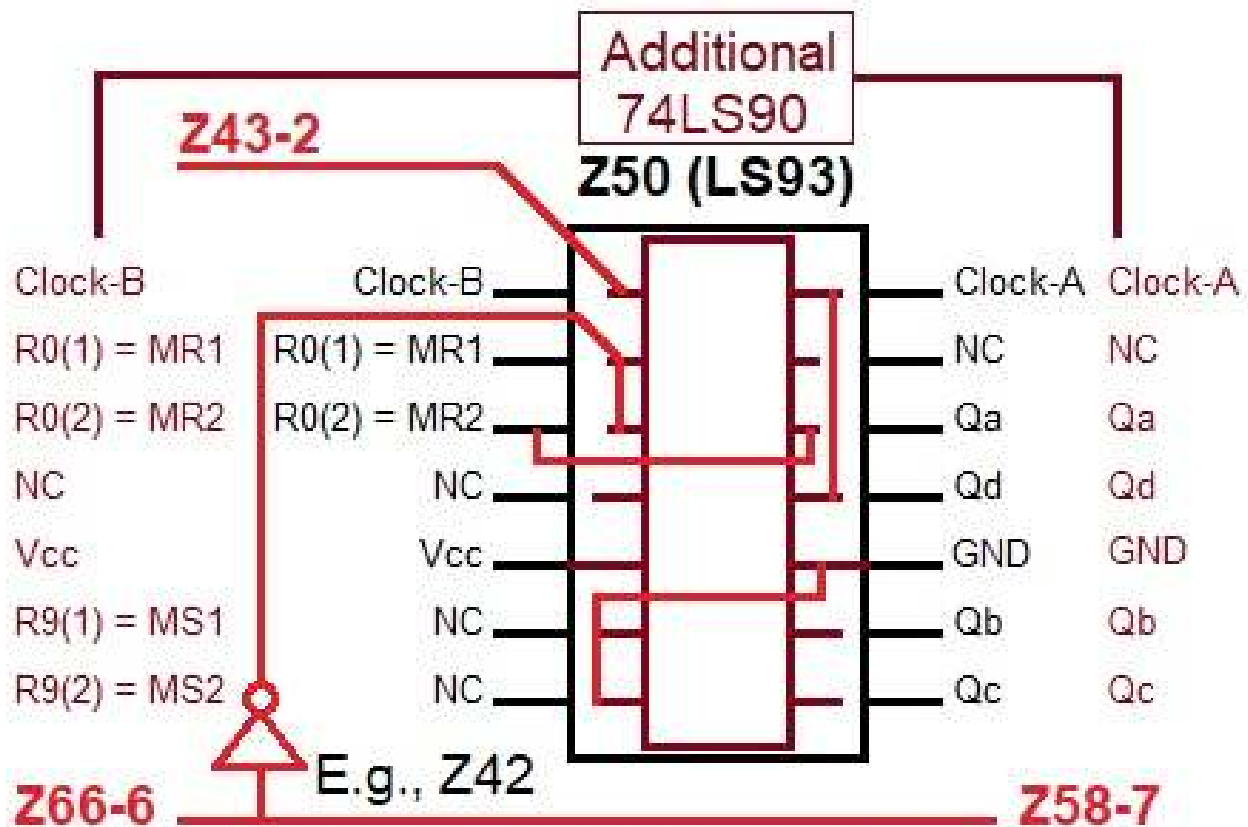 Additional
74LS90
Z43-2
Z50 (LS93)
Clock-B Clock-B Clock-A Clock-A
R0(1) = MR1 R0(1) = MR1 NC NC
R0(2) = MR2 R0(2) = MR2 Qa Qa
NC NC Qd Qd
Vcc Vcc GND GND
R9(1) = MS1 NC Qb Qb
R9(2) = MS2 NC Qc Qc
E.g., Z42
Z66-6 Z58-7